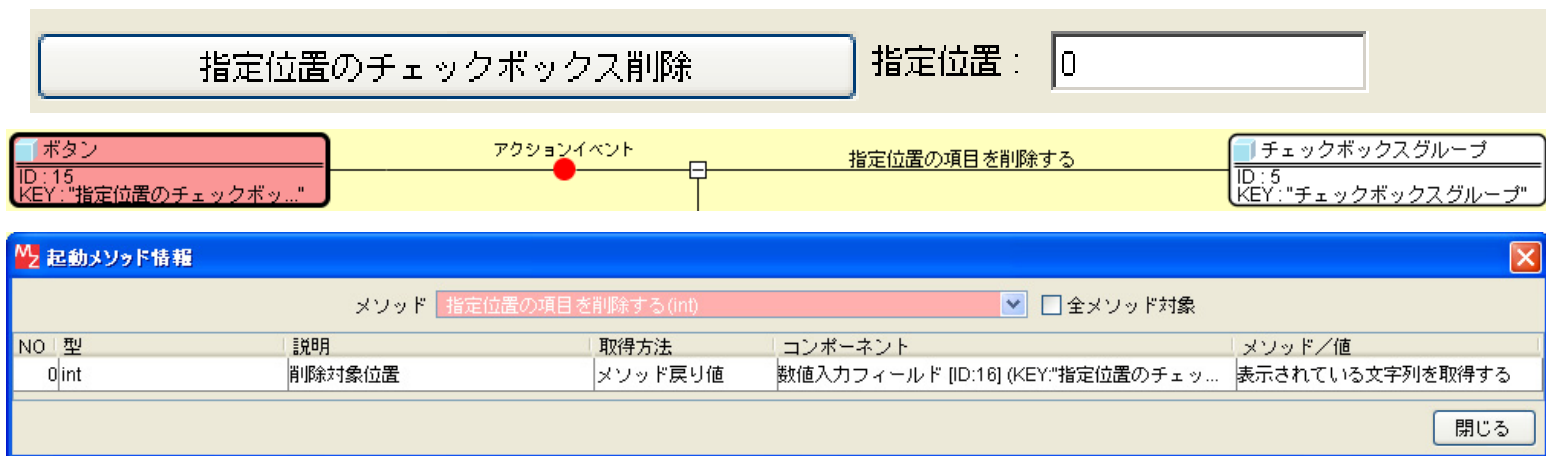 指定位置のチェックボックス削除 指定位置： 0
ボタン アクションイベント 指定位置の項目を削除する チェックボックスグループ
ID : 15 ID : 5
KEY : "指定位置のチェックボッ..." KEY : "チェックボックスグループ"
起動メソッド情報
メソッド 指定位置の項目を削除する(int) 全メソッド対象
NO 型 説明 取得方法 コンポーネント メソッド／値
0 int 削除対象位置 メソッド戻り値 数値入力フィールド [ID:16] (KEY:"指定位置のチェッ... 表示されている文字列を取得する
閉じる